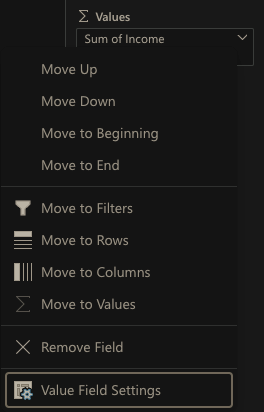 Σ Values
Sum of Income
Move Up
Move Down
Move to Beginning
Move to End
Move to Filters
Move to Rows
Move to Columns
Σ Move to Values
Remove Field
Value Field Settings